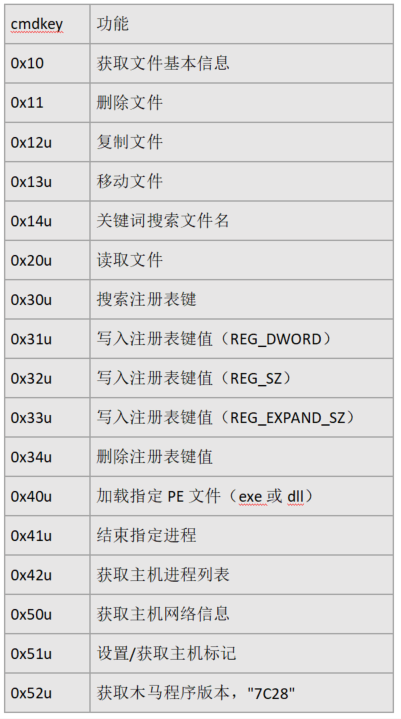 cmdkey 功能
0x10 获取文件基本信息
0x11 删除文件
0x12u 复制文件
0x13u 移动文件
0x14u 关键词搜索文件名
0x20u 读取文件
0x30u 搜索注册表键
0x31u 写入注册表键值（REG_DWORD）
0x32u 写入注册表键值（REG_SZ）
0x33u 写入注册表键值（REG_EXPAND_SZ）
0x34u 删除注册表键值
0x40u 加载指定 PE 文件（exe 或 dll）
0x41u 结束指定进程
0x42u 获取主机进程列表
0x50u 获取主机网络信息
0x51u 设置/获取主机标记
0x52u 获取木马程序版本，"7C28"